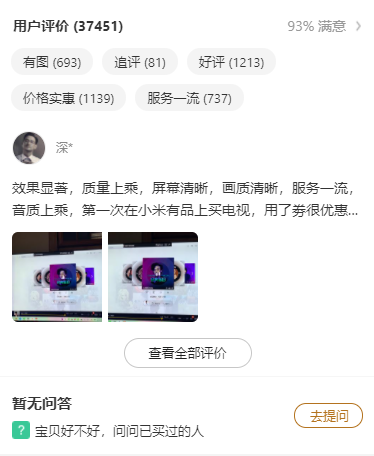 用户评价 (37451)
93% 满意
有图 (693)
追评 (81)
好评 (1213)
价格实惠 (1139)
服务一流 (737)
深*
效果显著，质量上乘，屏幕清晰，画质清晰，服务一流，
音质上乘，第一次在小米有品上买电视，用了券很优惠...
查看全部评价
暂无问答
去提问
? 宝贝好不好，问问已买过的人